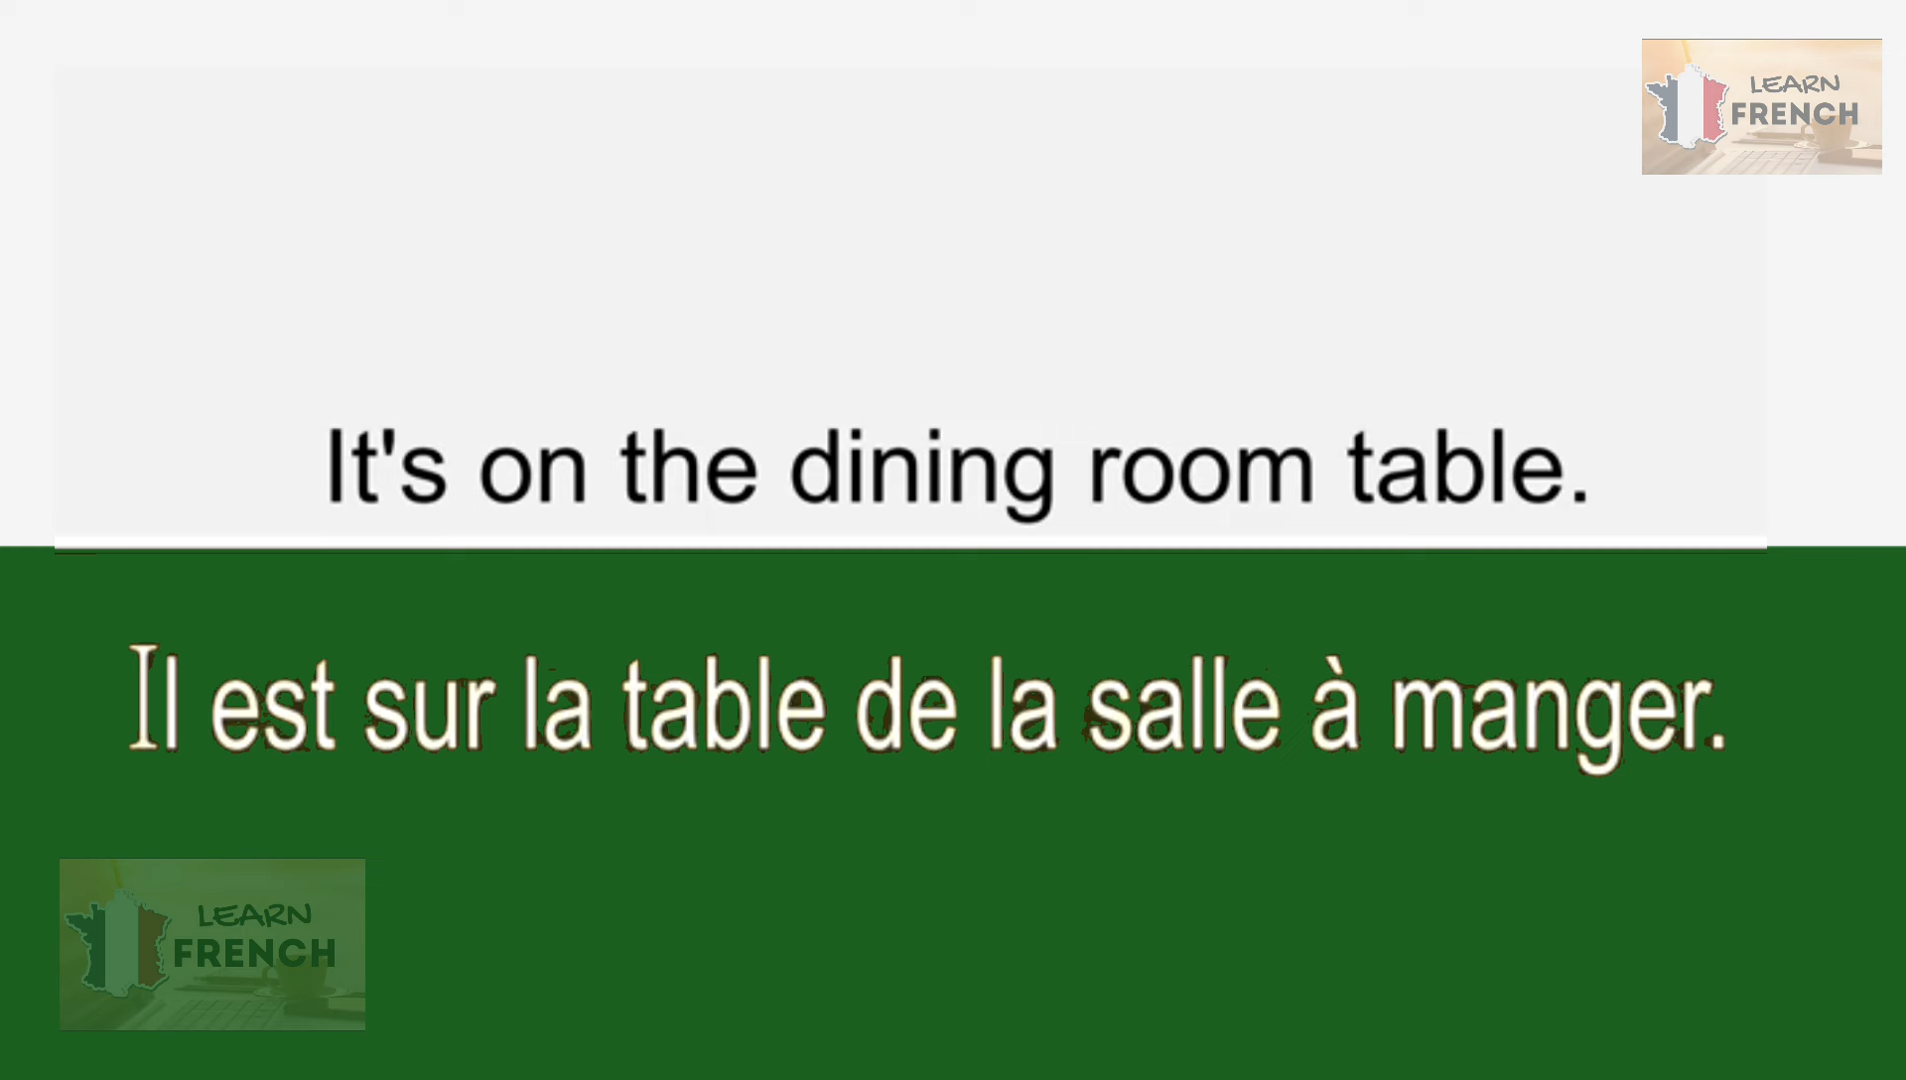 LEARN
FRENCH
It's on the dining room table.
Il est sur la table de la salle à manger.
LEARN
FRENCH